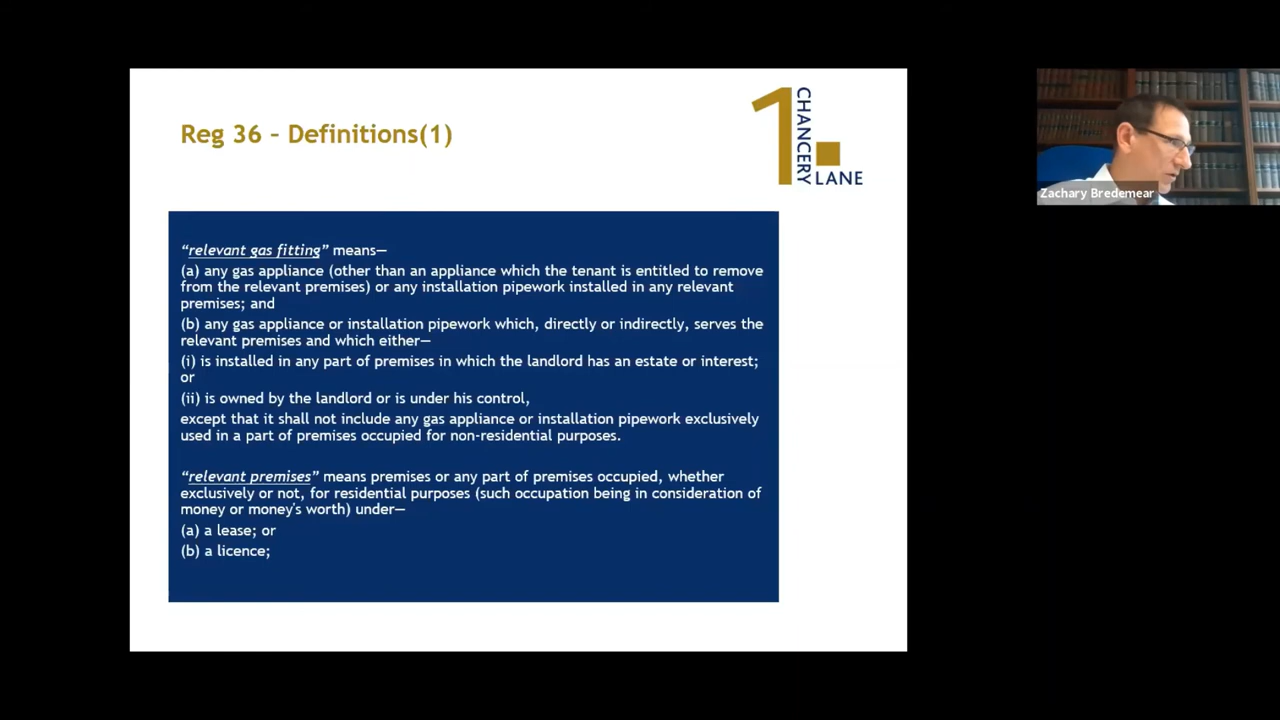 Reg 36 – Definitions(1)
1
CHANCERY
LANE
“relevant gas fitting” means—
(a) any gas appliance (other than an appliance which the tenant is entitled to remove
from the relevant premises) or any installation pipework installed in any relevant
premises; and
(b) any gas appliance or installation pipework which, directly or indirectly, serves the
relevant premises and which either—
(i) is installed in any part of premises in which the landlord has an estate or interest;
or
(ii) is owned by the landlord or is under his control,
except that it shall not include any gas appliance or installation pipework exclusively
used in a part of premises occupied for non-residential purposes.
“relevant premises” means premises or any part of premises occupied, whether
exclusively or not, for residential purposes (such occupation being in consideration of
money or money's worth) under—
(a) a lease; or
(b) a licence;
Zachary Bredemear